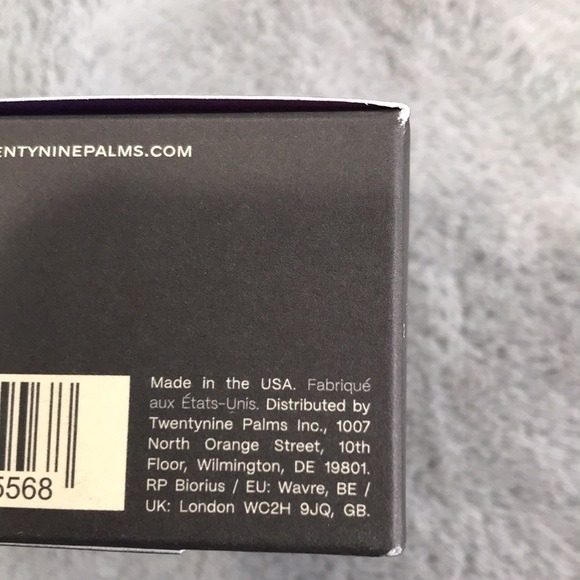 ENTYNINEPALMS.COM
Made in the USA. Fabriqué
aux États-Unis. Distributed by
Twentynine Palms Inc., 1007
North Orange Street, 10th
Floor, Wilmington, DE 19801.
RP Biorius / EU: Wavre, BE /
UK: London WC2H 9JQ, GB.
5568